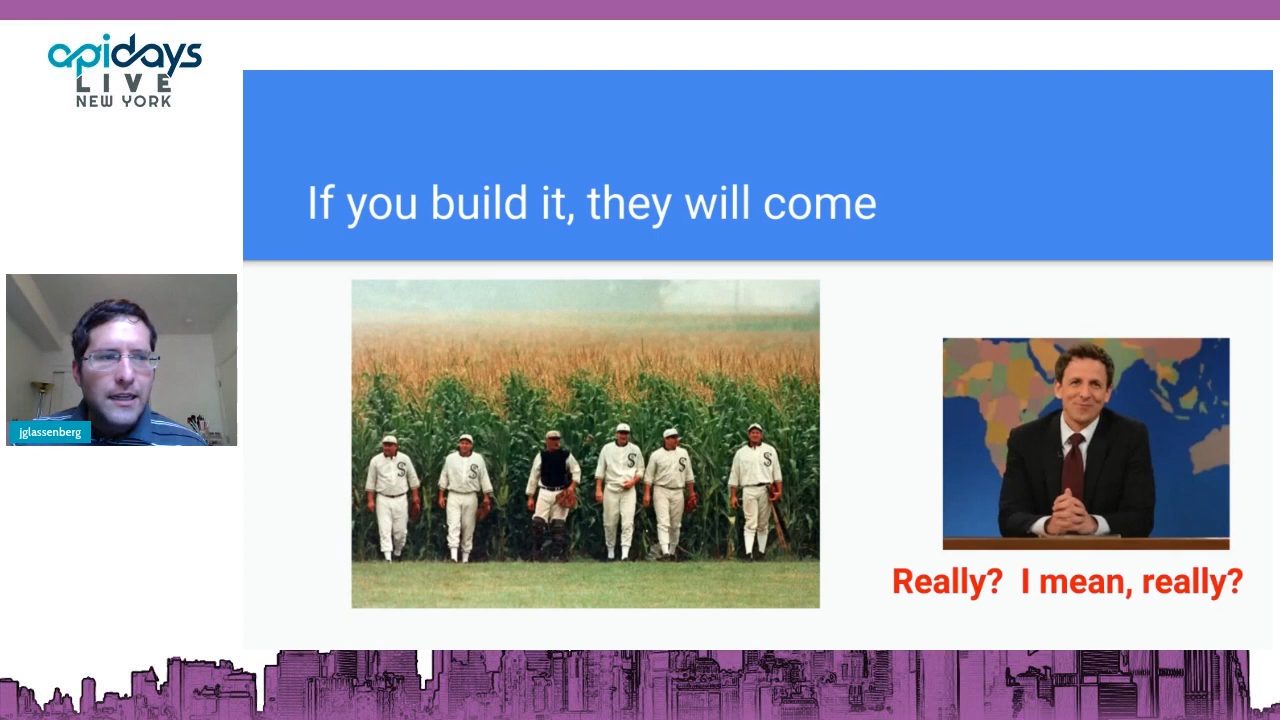 apidays
LIVE
NEW YORK
If you build it, they will come
jglassenberg
Really? I mean, really?